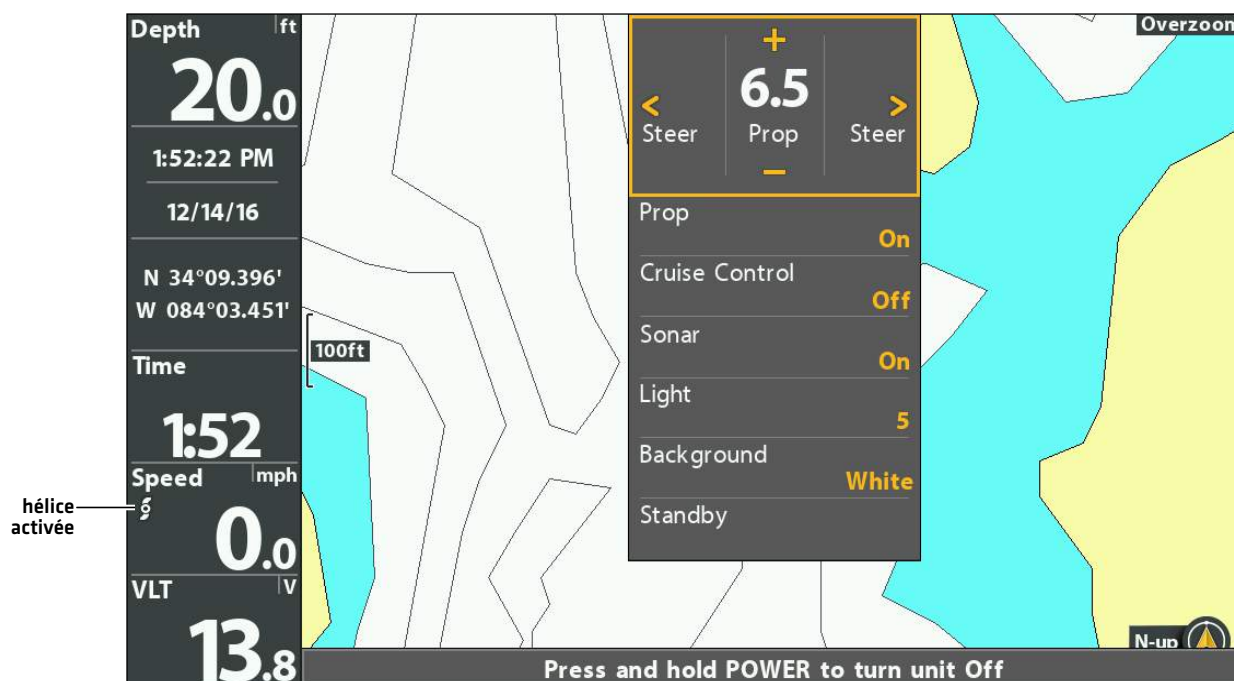 Depth ft
20.0
1:52:22 PM
12/14/16
N 34°09.396'
W 084°03.451'
Time
1:52
Speed mph
0.0
VLT V
13.8
hélice
activée
100ft
+
6.5
< >
Steer Prop Steer
−
Prop
On
Cruise Control
Off
Sonar
On
Light
5
Background
White
Standby
Overzoom
N-up
Press and hold POWER to turn unit Off